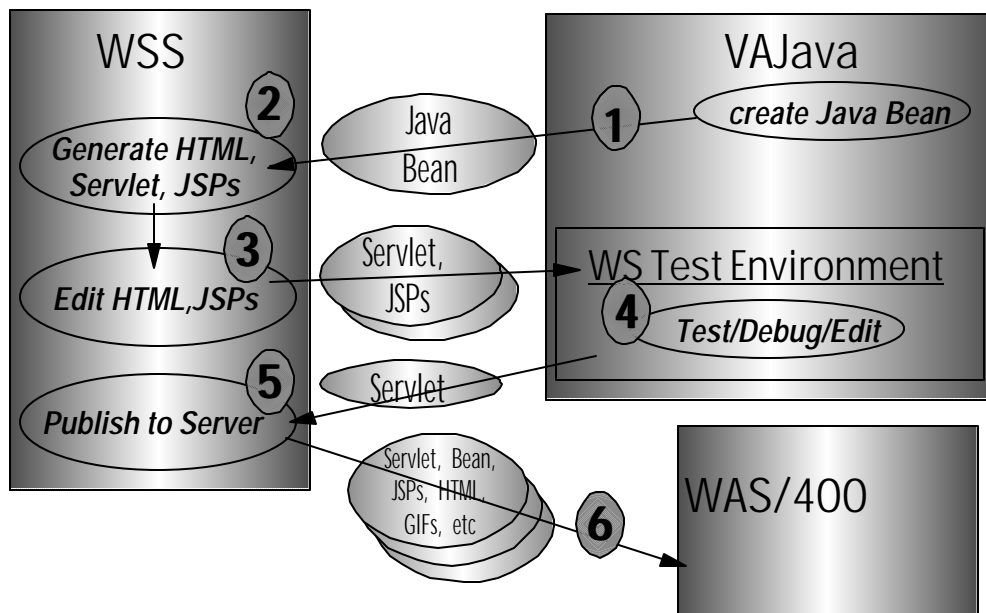 WSS
VAJava
2
1
create Java Bean
Java
Bean
Generate HTML,
Servlet, JSPs
3
Servlet,
JSPs
WS Test Environment
Edit HTML,JSPs
4
Test/Debug/Edit
5
Servlet
Publish to Server
Servlet, Bean,
JSPs, HTML,
GIFs, etc
6
WAS/400